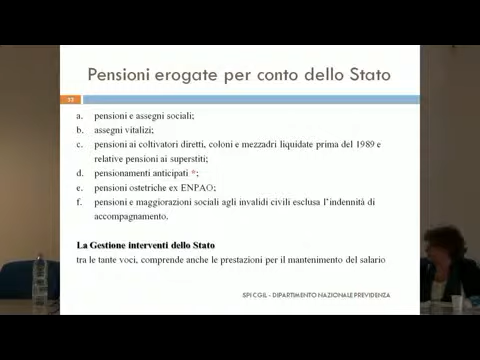 Pensioni erogate per conto dello Stato
33
a. pensioni e assegni sociali;
b. assegni vitalizi;
c. pensioni ai coltivatori diretti, coloni e mezzadri liquidate prima del 1989 e
relative pensioni ai superstiti;
d. pensionamenti anticipati *;
e. pensioni ostetriche ex ENPAO;
f. pensioni e maggiorazioni sociali agli invalidi civili esclusa l'indennità di
accompagnamento.
La Gestione interventi dello Stato
tra le tante voci, comprende anche le prestazioni per il mantenimento del salario
SPI CGIL - DIPARTIMENTO NAZIONALE PREVIDENZA